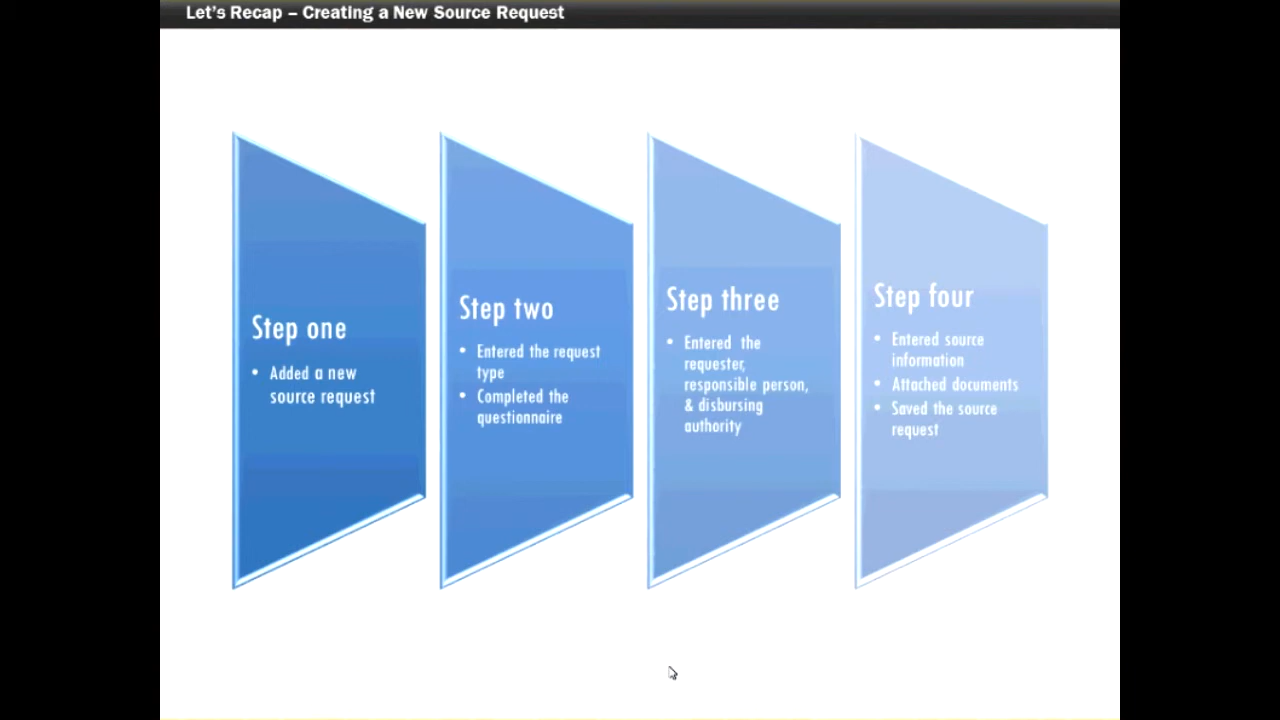 Let's Recap – Creating a New Source Request
Step one
• Added a new
source request
Step two
• Entered the request
type
• Completed the
questionnaire
Step three
• Entered the
requester,
responsible person,
& disbursing
authority
Step four
• Entered source
information
• Attached documents
• Saved the source
request